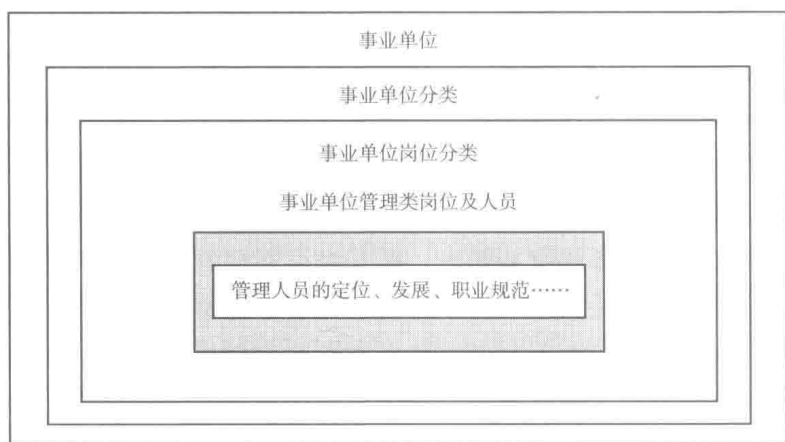 事业单位
事业单位分类
事业单位岗位分类
事业单位管理类岗位及人员
管理人员的定位、发展、职业规范……